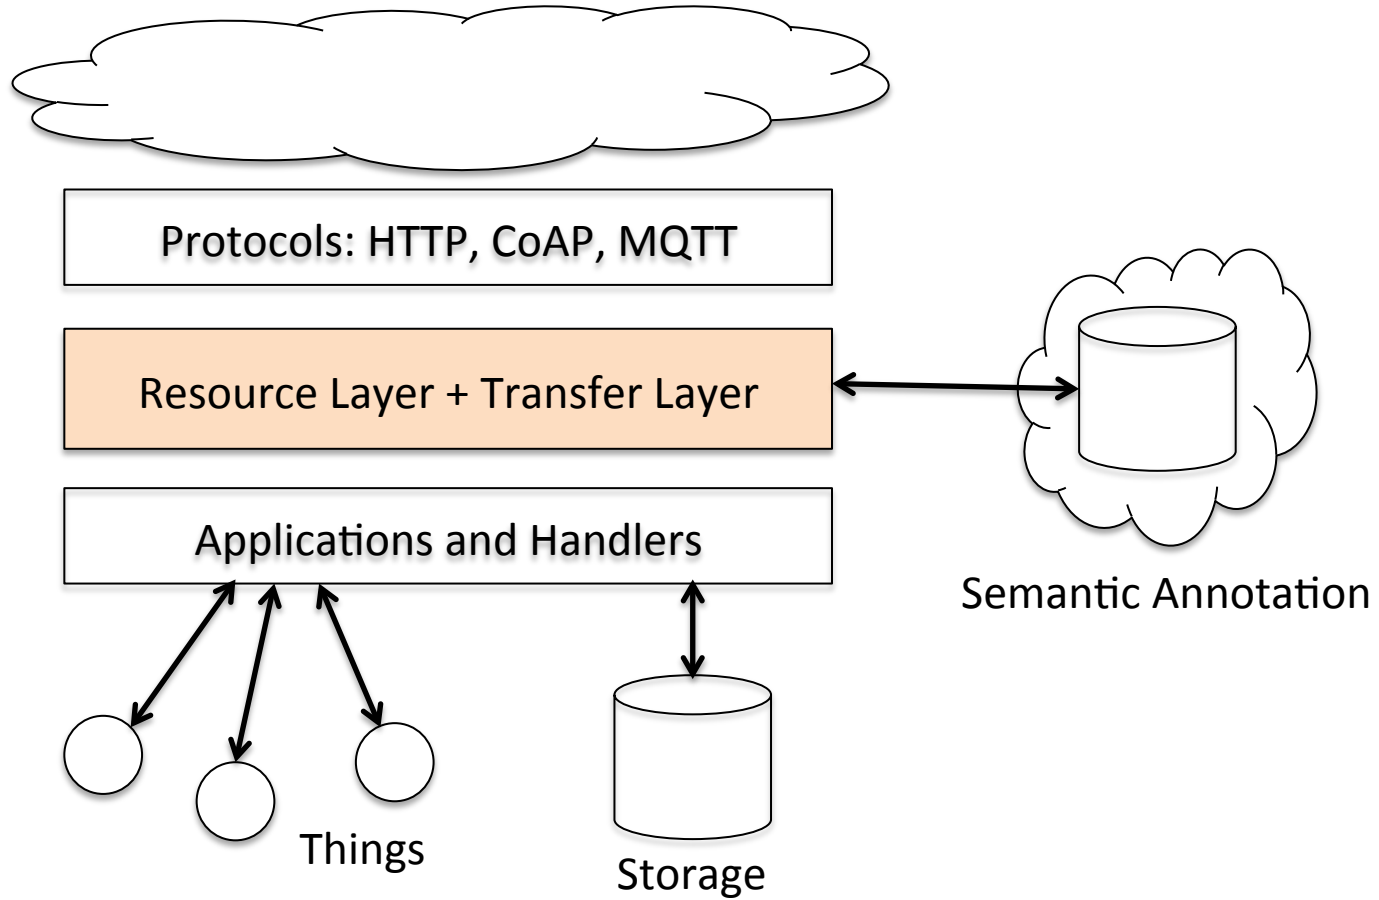 Protocols: HTTP, CoAP, MQTT
Resource Layer + Transfer Layer
Applications and Handlers
Semantic Annotation
Things
Storage